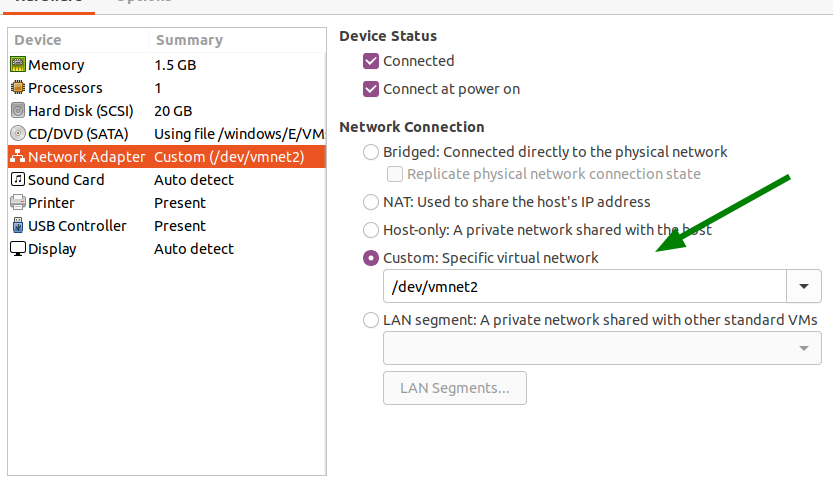 Hardware Options
Device Summary
Memory 1.5 GB
Processors 1
Hard Disk (SCSI) 20 GB
CD/DVD (SATA) Using file /windows/E/VM
Network Adapter Custom (/dev/vmnet2)
Sound Card Auto detect
Printer Present
USB Controller Present
Display Auto detect
Device Status
Connected
Connect at power on
Network Connection
Bridged: Connected directly to the physical network
Replicate physical network connection state
NAT: Used to share the host's IP address
Host-only: A private network shared with the host
Custom: Specific virtual network
/dev/vmnet2
LAN segment: A private network shared with other standard VMs
LAN Segments...